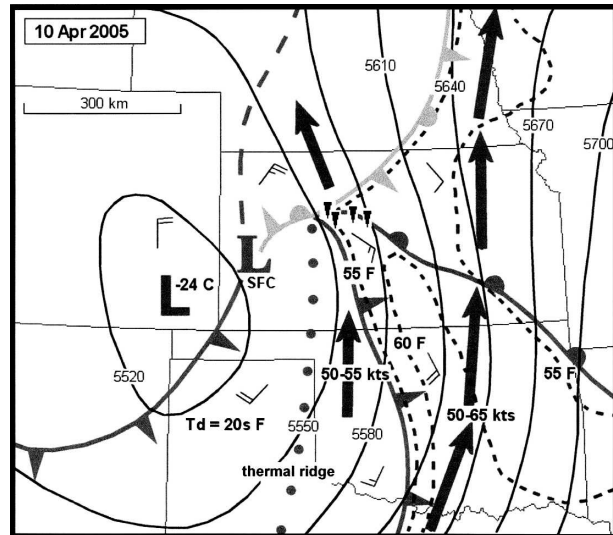 10 Apr 2005
300 km
5610
5640
5670
5700
L
-24 C
L
SFC
55 F
60 F
5520
50-55 kts
55 F
Td = 20s F
5550
5580
50-65 kts
thermal ridge